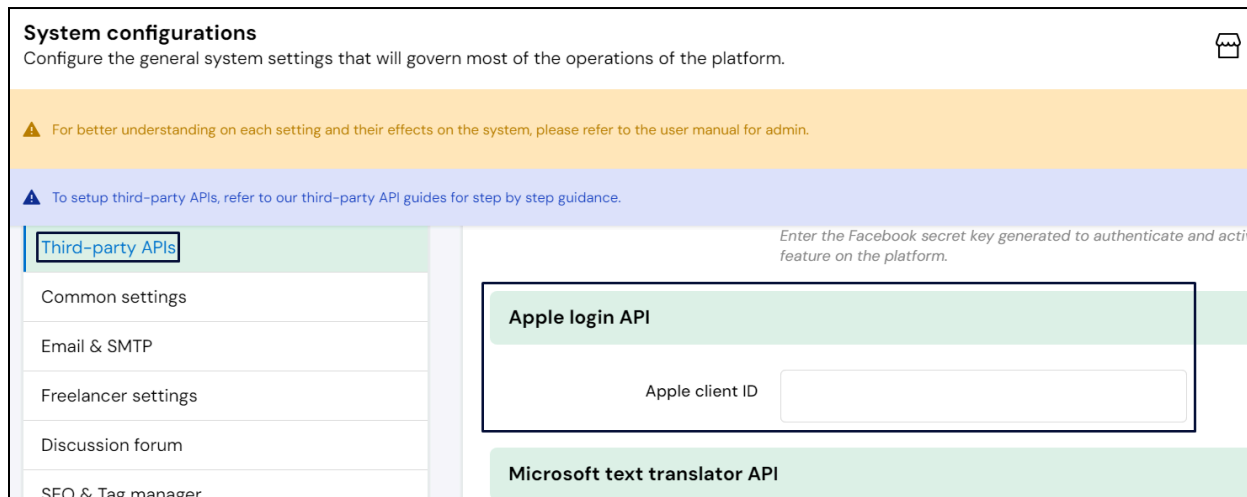 System configurations
Configure the general system settings that will govern most of the operations of the platform.
For better understanding on each setting and their effects on the system, please refer to the user manual for admin.
To setup third-party APIs, refer to our third-party API guides for step by step guidance.
Third-party APIs
Common settings
Email & SMTP
Freelancer settings
Discussion forum
SEO & Tag manager
Enter the Facebook secret key generated to authenticate and
feature on the platform.
Apple login API
Apple client ID
Microsoft text translator API